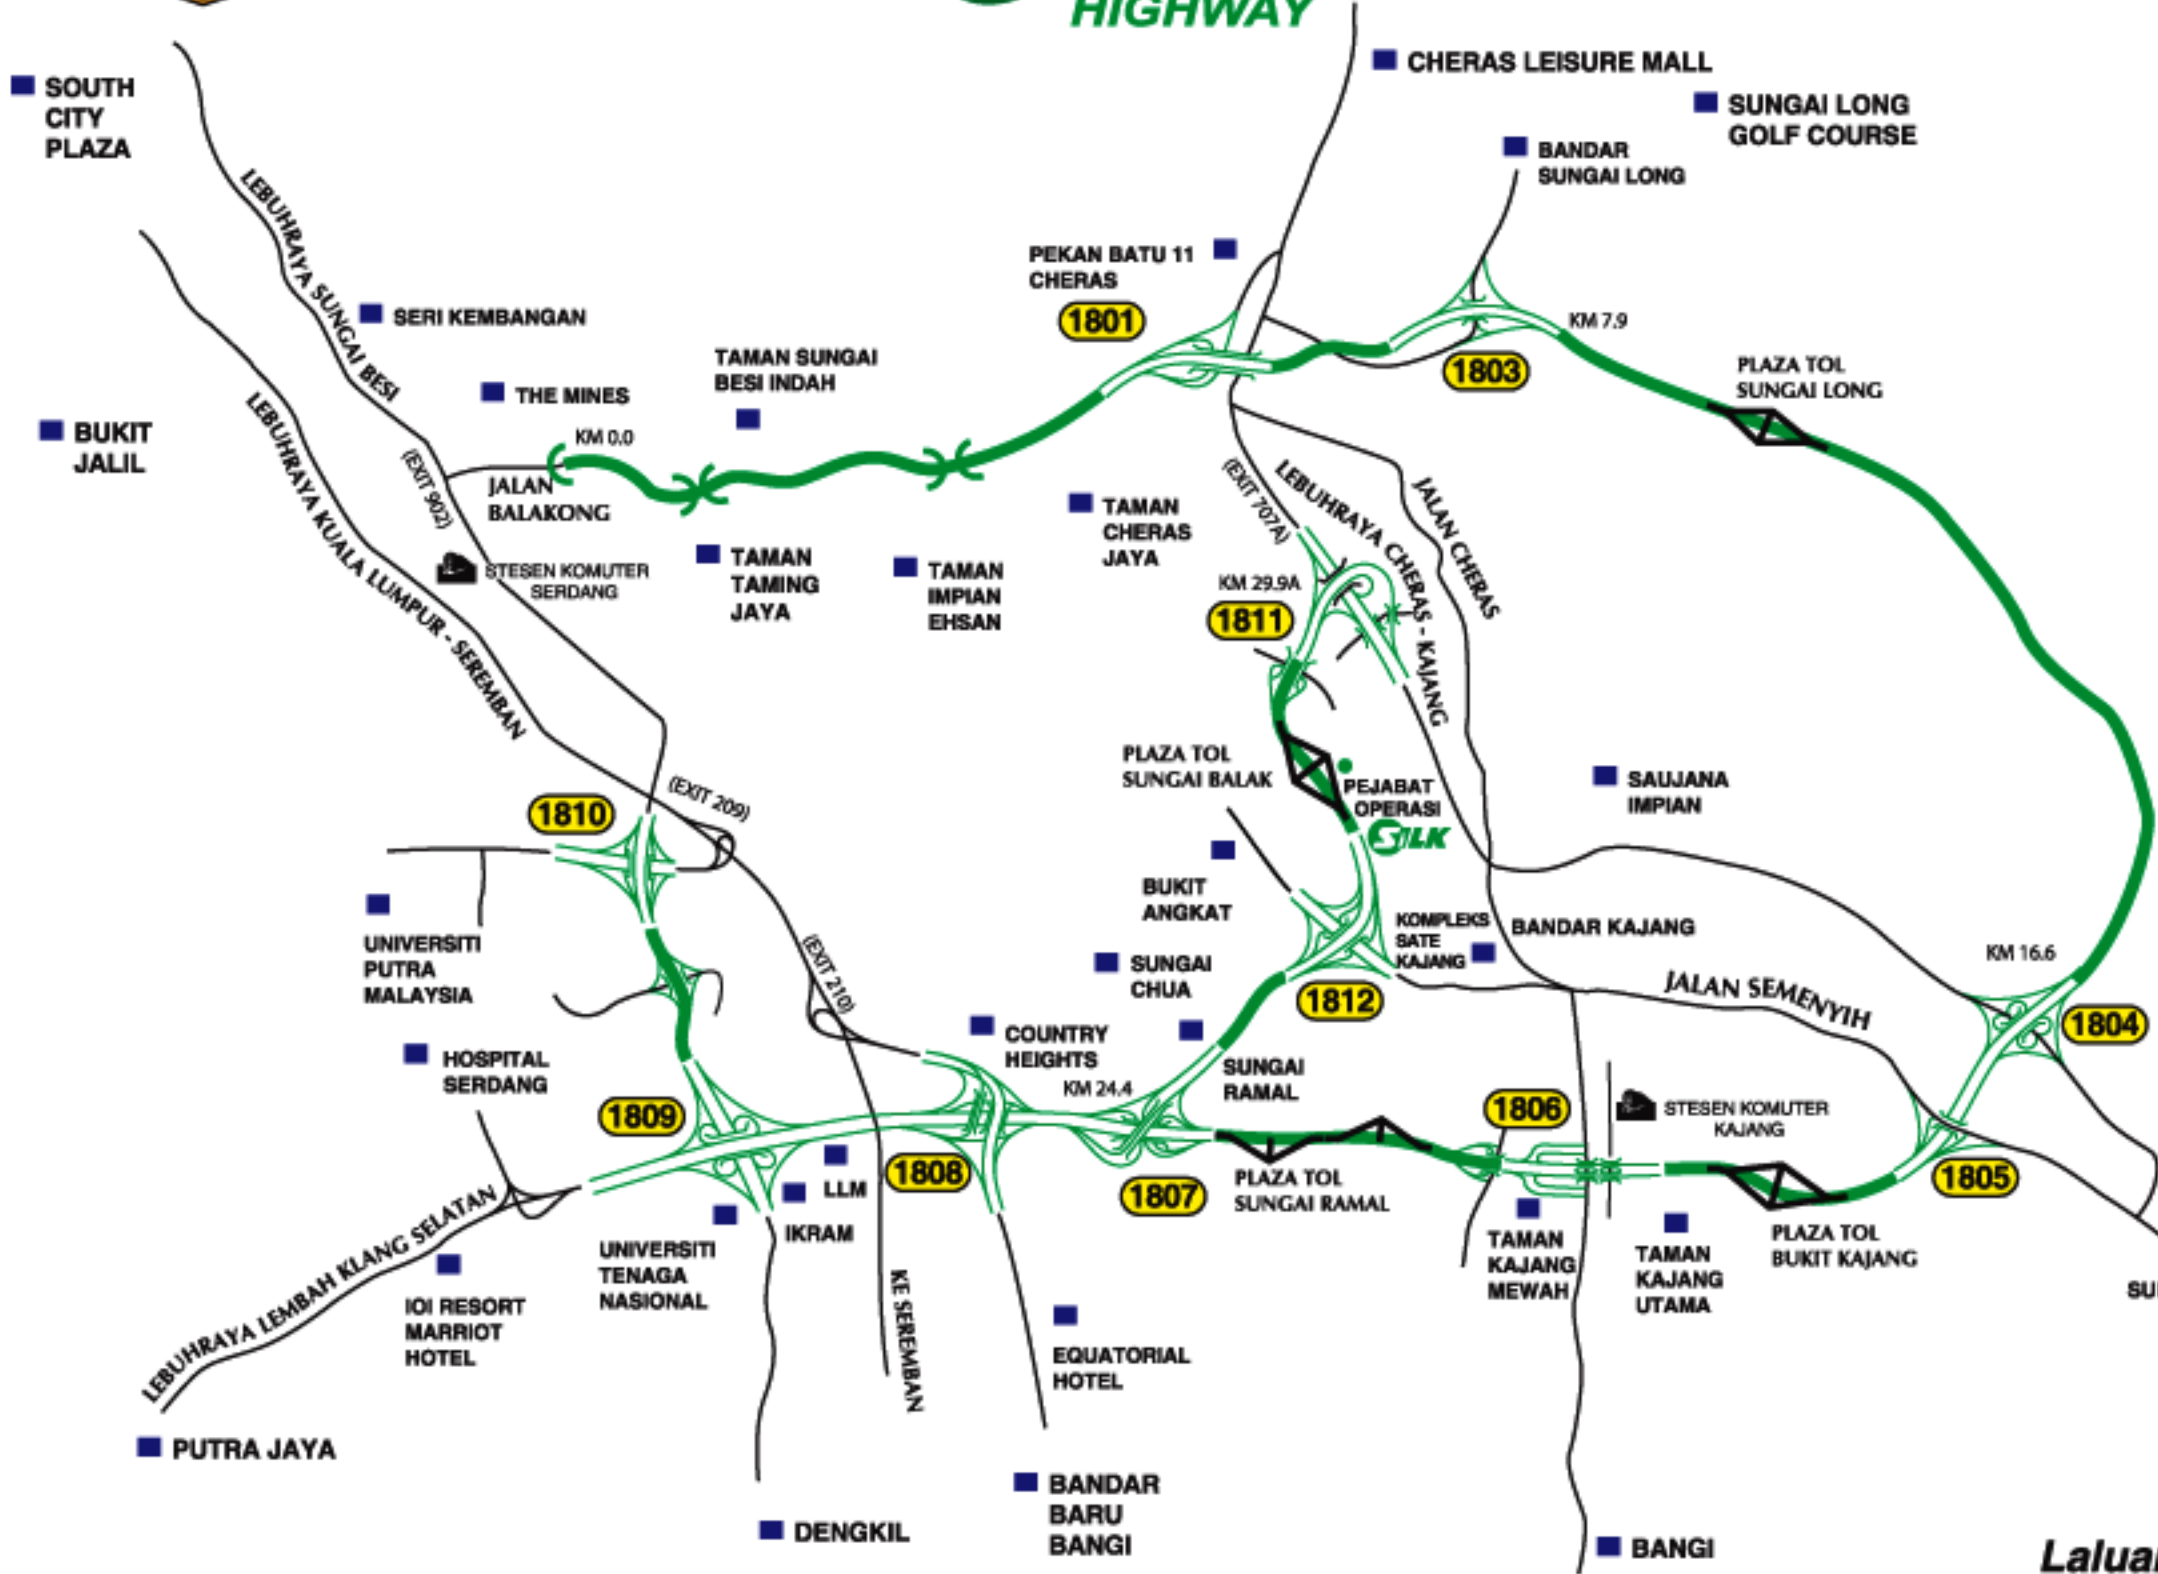 HIGHWAY
SOUTH
CITY
PLAZA
CHERAS LEISURE MALL
SUNGAI LONG
GOLF COURSE
BANDAR
SUNGAI LONG
LEBUHRAYA SUNGAI BESI
PEKAN BATU 11
CHERAS
1801
SERI KEMBANGAN
KM 7.9
1803
PLAZA TOL
SUNGAI LONG
TAMAN SUNGAI
BESI INDAH
THE MINES
KM 0.0
BUKIT
JALIL
LEBUHRAYA KUALA LUMPUR - SEREMBAN
(EXIT 902)
JALAN
BALAKONG
STESEN KOMUTER
SERDANG
TAMAN
TAMING
JAYA
TAMAN
IMPIAN
EHSAN
TAMAN
CHERAS
JAYA
(EXIT 707A)
LEBUHRAYA CHERAS - KAJANG
JALAN CHERAS
KM 29.9A
1811
PLAZA TOL
SUNGAI BALAK
PEJABAT
OPERASI
SILK
SAUJANA
IMPIAN
(EXIT 209)
1810
BUKIT
ANGKAT
KOMPLEKS
SATE
KAJANG
BANDAR KAJANG
UNIVERSITI
PUTRA
MALAYSIA
(EXIT 210)
SUNGAI
CHUA
1812
JALAN SEMENYIH
KM 16.6
1804
HOSPITAL
SERDANG
COUNTRY
HEIGHTS
KM 24.4
SUNGAI
RAMAL
1809
1806
STESEN KOMUTER
KAJANG
LLM
1808
1807
PLAZA TOL
SUNGAI RAMAL
1805
IKRAM
LEBUHRAYA LEMBAH KLANG SELATAN
UNIVERSITI
TENAGA
NASIONAL
TAMAN
KAJANG
MEWAH
TAMAN
KAJANG
UTAMA
PLAZA TOL
BUKIT KAJANG
IOI RESORT
MARRIOT
HOTEL
KE SEREMBAN
EQUATORIAL
HOTEL
PUTRA JAYA
BANDAR
BARU
BANGI
DENGKIL
BANGI